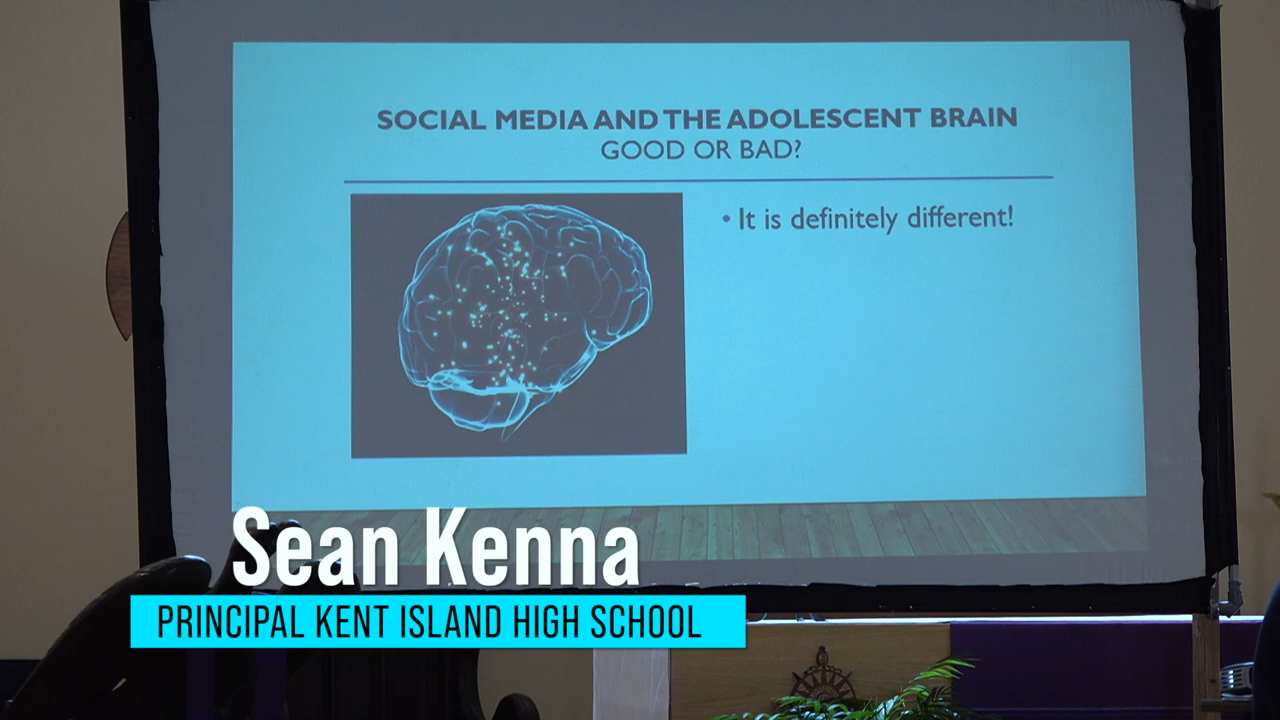 SOCIAL MEDIA AND THE ADOLESCENT BRAIN
GOOD OR BAD?
• It is definitely different!
Sean Kenna
PRINCIPAL KENT ISLAND HIGH SCHOOL